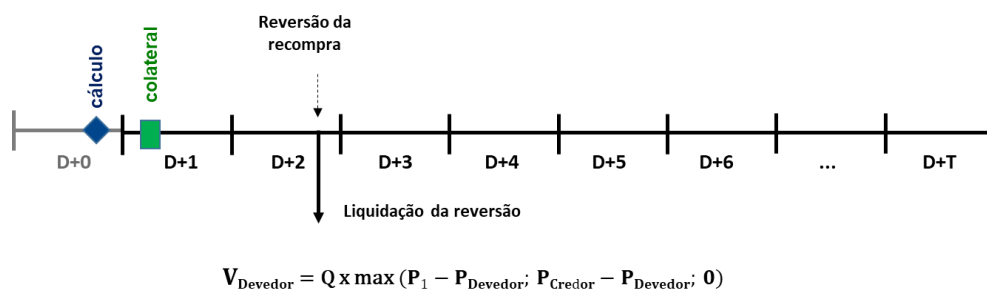 Reversão da
recompra
cálculo
colateral
D+0 D+1 D+2 D+3 D+4 D+5 D+6 ... D+T
Liquidação da reversão
V_Devedor = Q x max (P_1 − P_Devedor; P_Credor − P_Devedor; 0)